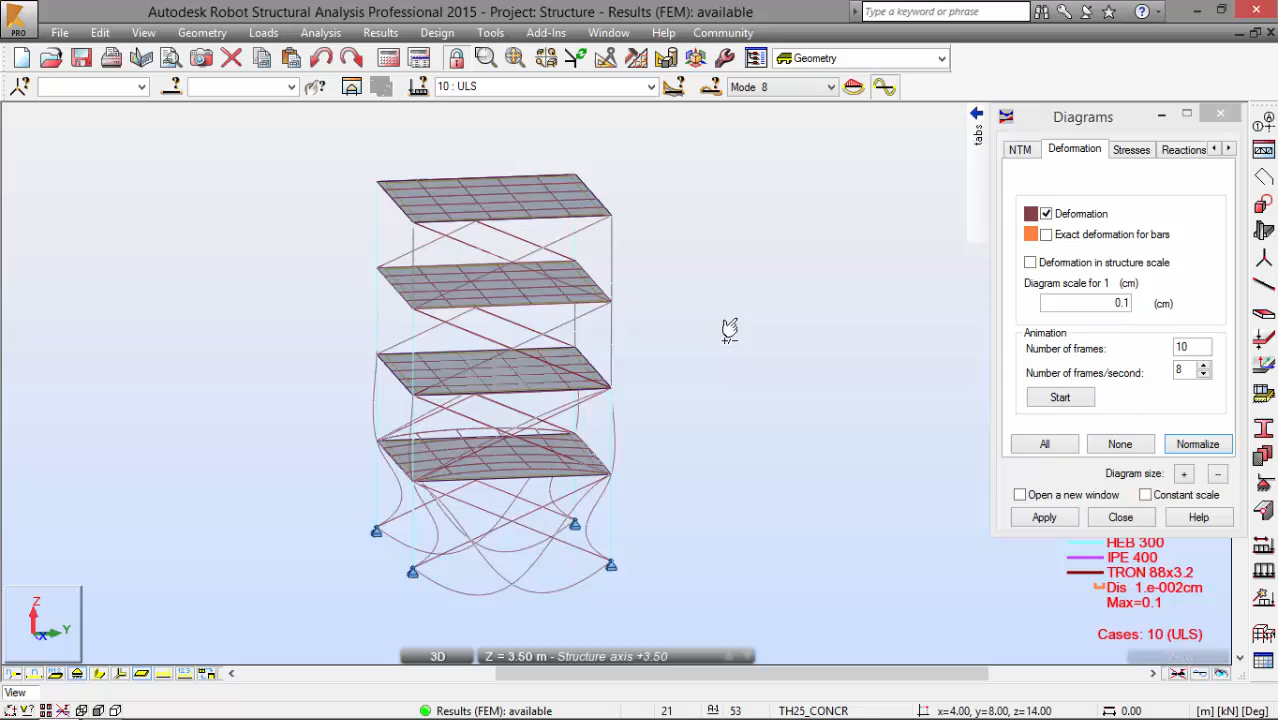 Autodesk Robot Structural Analysis Professional 2015 - Project: Structure - Results (FEM): available
Type a keyword or phrase
PRO
File Edit View Geometry Loads Analysis Results Design Tools Add-Ins Window Help Community
Geometry
10 : ULS
Mode 8
tabs
Diagrams
NTM Deformation Stresses Reactions
Deformation
Exact deformation for bars
Deformation in structure scale
Diagram scale for 1 (cm)
0.1 (cm)
Animation
Number of frames: 10
Number of frames/second: 8
Start
All None Normalize
Diagram size: + --
Open a new window Constant scale
Apply Close Help
HEB 300
IPE 400
TRON 88x3.2
Dis 1.e-002cm
Max=0.1
Cases: 10 (ULS)
+/−
Z
Y
X
3D
Z = 3.50 m - Structure axis +3.50
View
Results (FEM): available
21
53
TH25_CONCR
x=4.00, y=8.00, z=14.00
0.00
[m] [kN] [Deg]